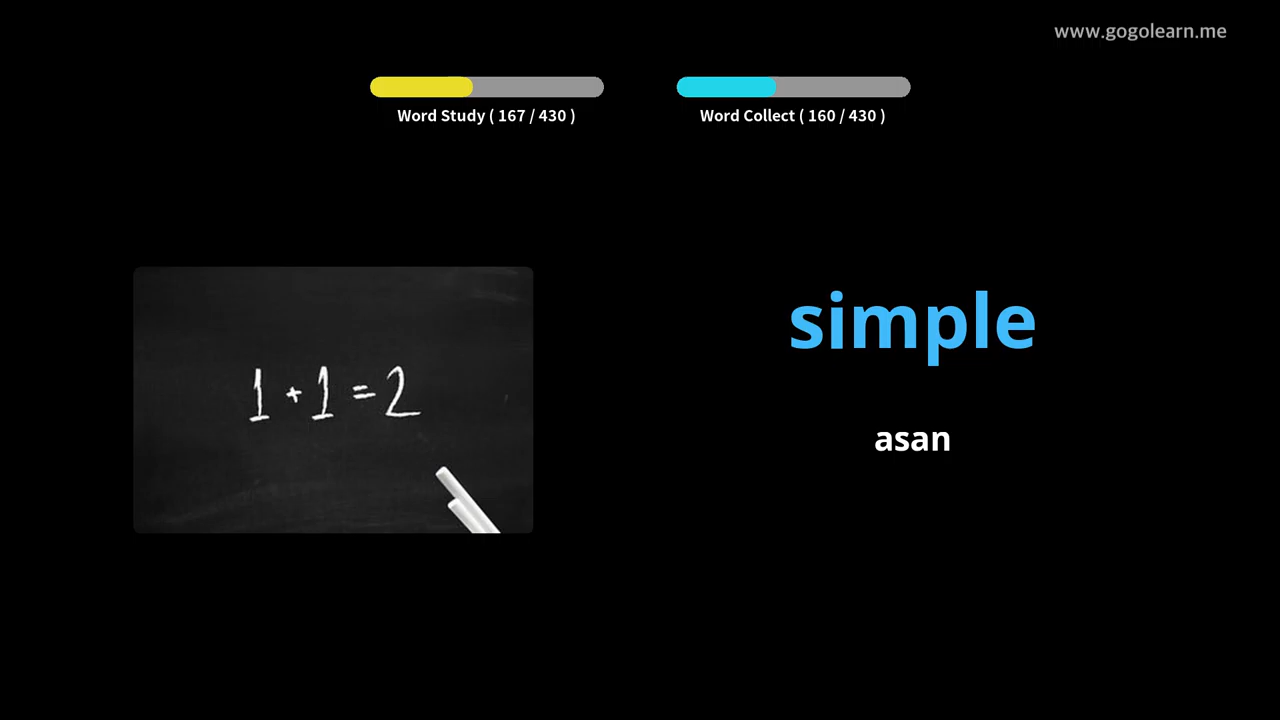 www.gogolearn.me
Word Study ( 167 / 430 )
Word Collect ( 160 / 430 )
1 + 1 = 2
simple
asan